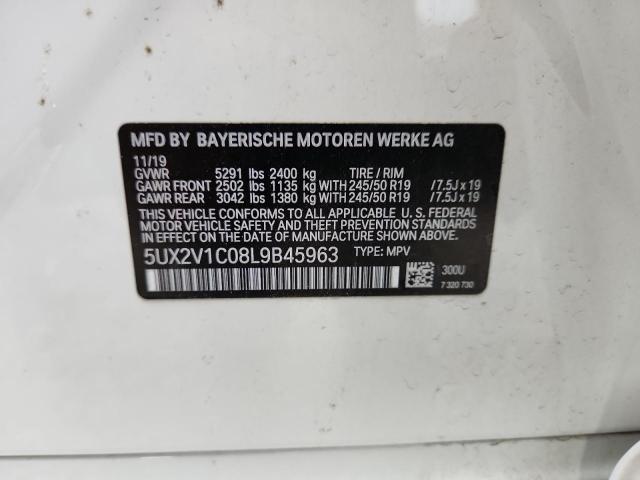 MFD BY BAYERISCHE MOTOREN WERKE AG
11/19
GVWR 5291 lbs 2400 kg TIRE / RIM
GAWR FRONT 2502 lbs 1135 kg WITH 245/50 R19 /7.5J x 19
GAWR REAR 3042 lbs 1380 kg WITH 245/50 R19 /7.5J x 19
THIS VEHICLE CONFORMS TO ALL APPLICABLE U. S. FEDERAL
MOTOR VEHICLE SAFETY AND THEFT PREVENTION STANDARDS
IN EFFECT ON THE DATE OF MANUFACTURE SHOWN ABOVE.
5UX2V1C08L9B45963 TYPE: MPV
300U
7 320 730